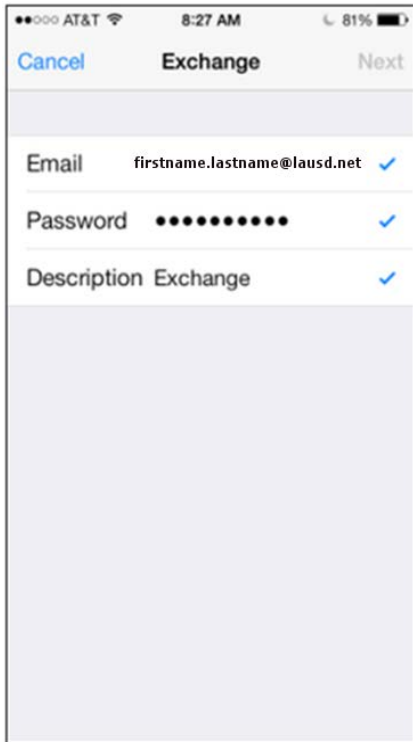 AT&T 8:27 AM 81%
Cancel Exchange Next
Email firstname.lastname@lausd.net
Password ••••••••••
Description Exchange